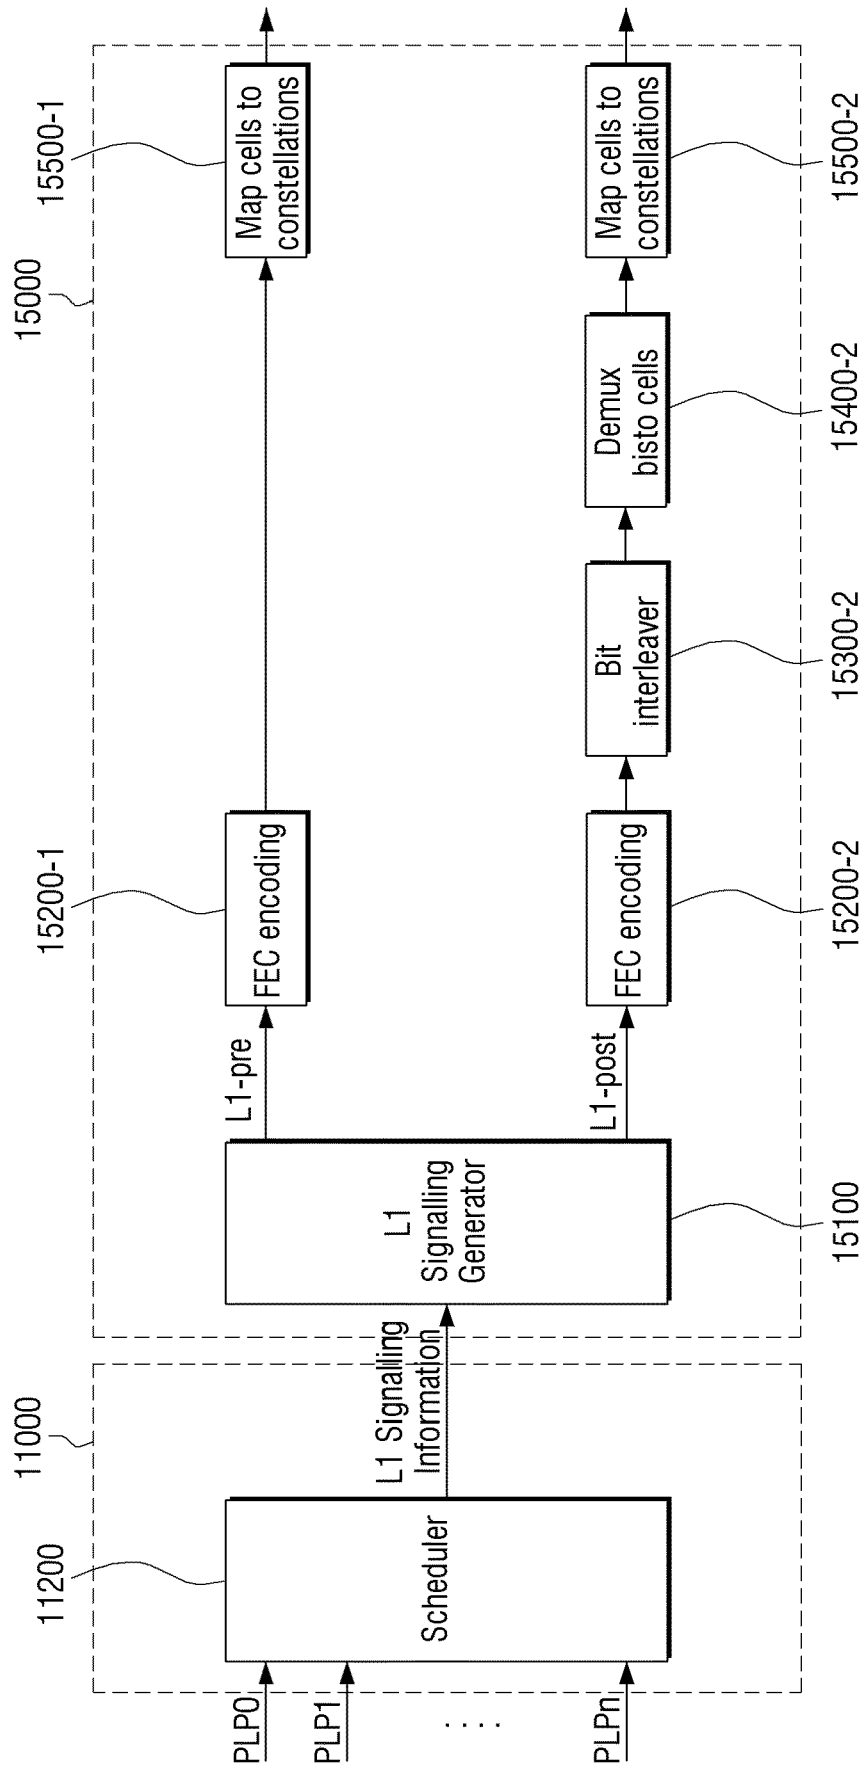 11000
15000
11200
15200-1
15500-1
PLP0
PLP1
. . . .
PLPn
Scheduler
L1 Signalling
Information
L1
Signalling
Generator
L1-pre
FEC encoding
Map cells to
constellations
L1-post
FEC encoding
Bit
interleaver
Demux
bisto cells
Map cells to
constellations
15100
15200-2
15300-2
15400-2
15500-2